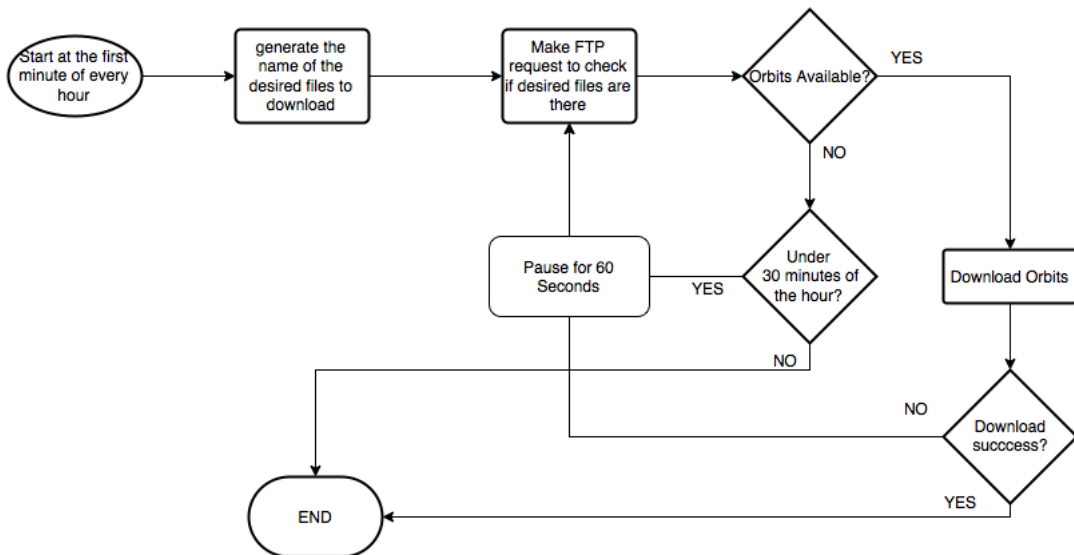 Start at the first
minute of every
hour
generate the
name of the
desired files to
download
Make FTP
request to check
if desired files are
there
Orbits Available?
YES
NO
Under
30 minutes of
the hour?
YES
Pause for 60
Seconds
NO
Download Orbits
Download
succcess?
NO
YES
END